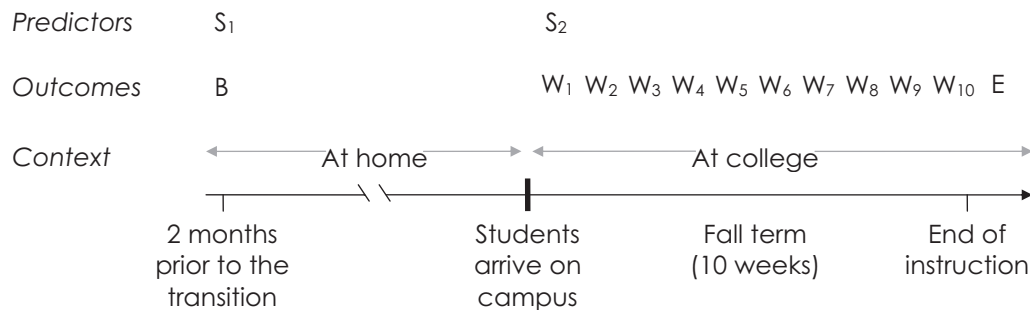 Predictors S₁ S₂
Outcomes B W₁ W₂ W₃ W₄ W₅ W₆ W₇ W₈ W₉ W₁₀ E
Context At home At college
2 months Students Fall term End of
prior to the arrive on (10 weeks) instruction
transition campus